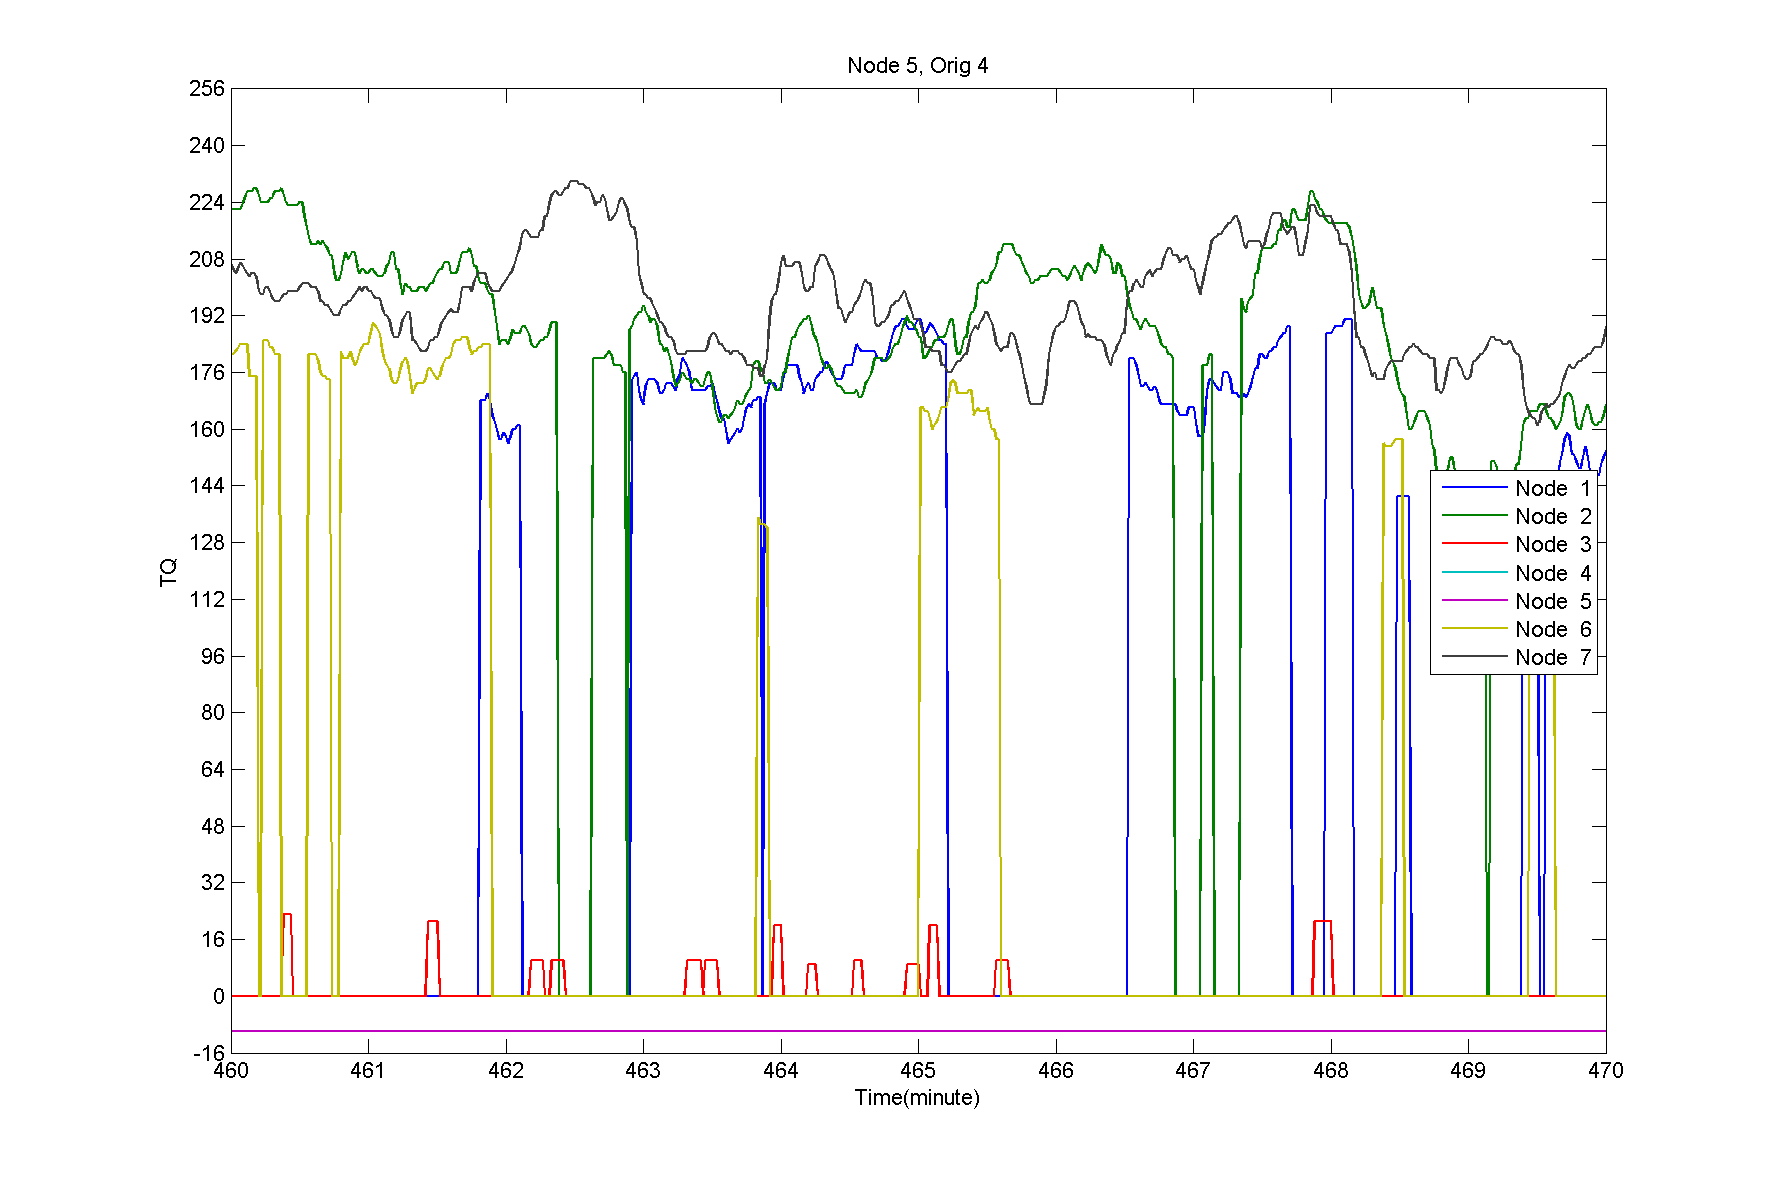 Node 5, Orig 4
256
240
224
208
192
176
160
144
128
112
96
80
64
48
32
16
0
-16
TQ
Node 1
Node 2
Node 3
Node 4
Node 5
Node 6
Node 7
460 461 462 463 464 465 466 467 468 469 470
Time(minute)